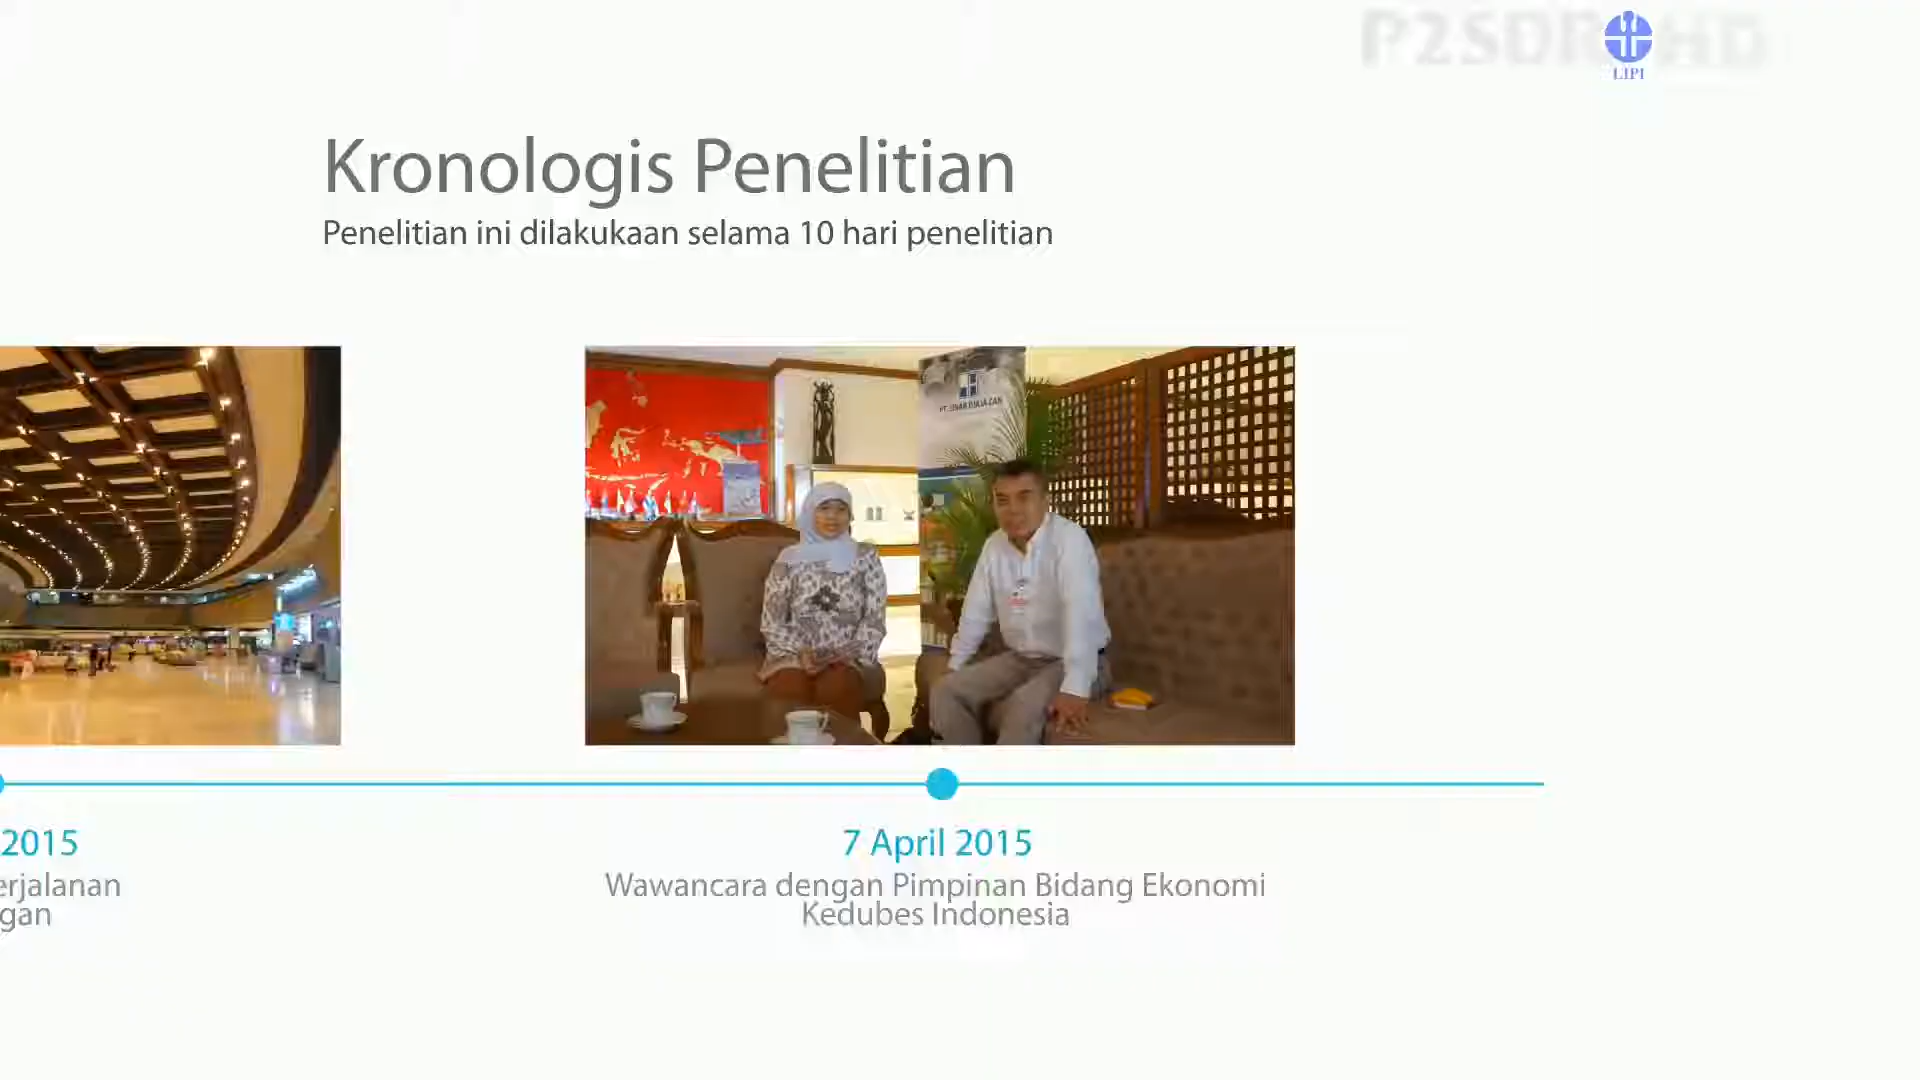 P2SDR HD
LIPI
Kronologis Penelitian
Penelitian ini dilakukaan selama 10 hari penelitian
2015
7 April 2015
erjalanan
gan
Wawancara dengan Pimpinan Bidang Ekonomi
Kedubes Indonesia